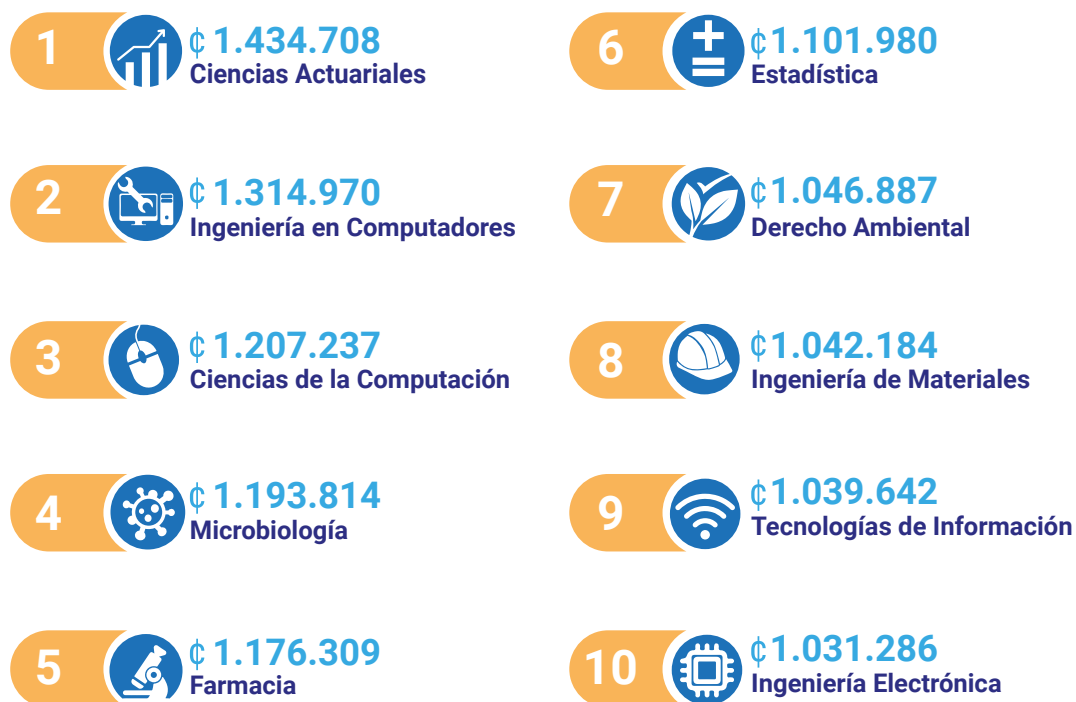 1
₡ 1.434.708
Ciencias Actuariales
2
₡ 1.314.970
Ingeniería en Computadores
3
₡ 1.207.237
Ciencias de la Computación
4
₡ 1.193.814
Microbiología
5
₡ 1.176.309
Farmacia
6
₡1.101.980
Estadística
7
₡1.046.887
Derecho Ambiental
8
₡1.042.184
Ingeniería de Materiales
9
₡1.039.642
Tecnologías de Información
10
₡1.031.286
Ingeniería Electrónica